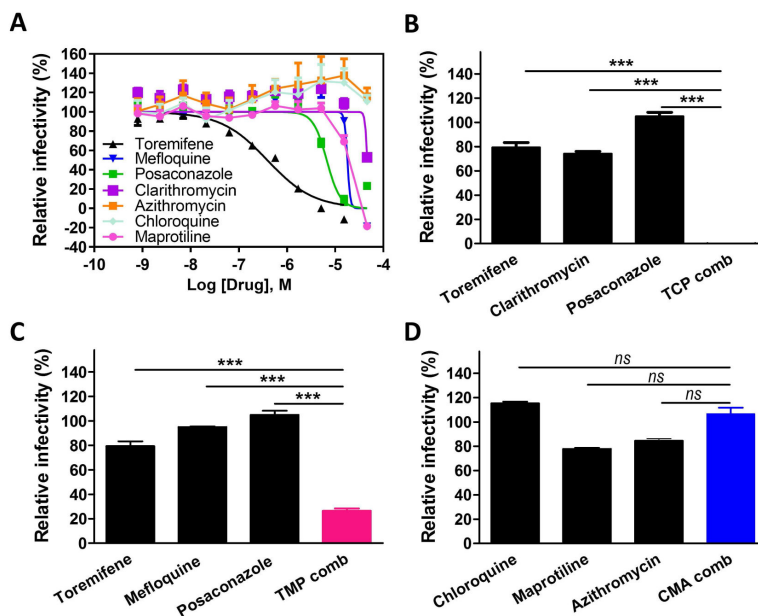 A
Relative infectivity (%)
160
140
120
100
80
60
40
20
0
-20
-40
Toremifene
Mefloquine
Posaconazole
Clarithromycin
Azithromycin
Chloroquine
Maprotiline
-10 -9 -8 -7 -6 -5 -4
Log [Drug], M
B
Relative infectivity (%)
***
***
***
140
120
100
80
60
40
20
0
Toremifene
Clarithromycin
Posaconazole
TCP comb
C
Relative infectivity (%)
***
***
***
140
120
100
80
60
40
20
0
Toremifene
Mefloquine
Posaconazole
TMP comb
D
Relative infectivity (%)
ns
ns
ns
140
120
100
80
60
40
20
0
Chloroquine
Maprotiline
Azithromycin
CMA comb